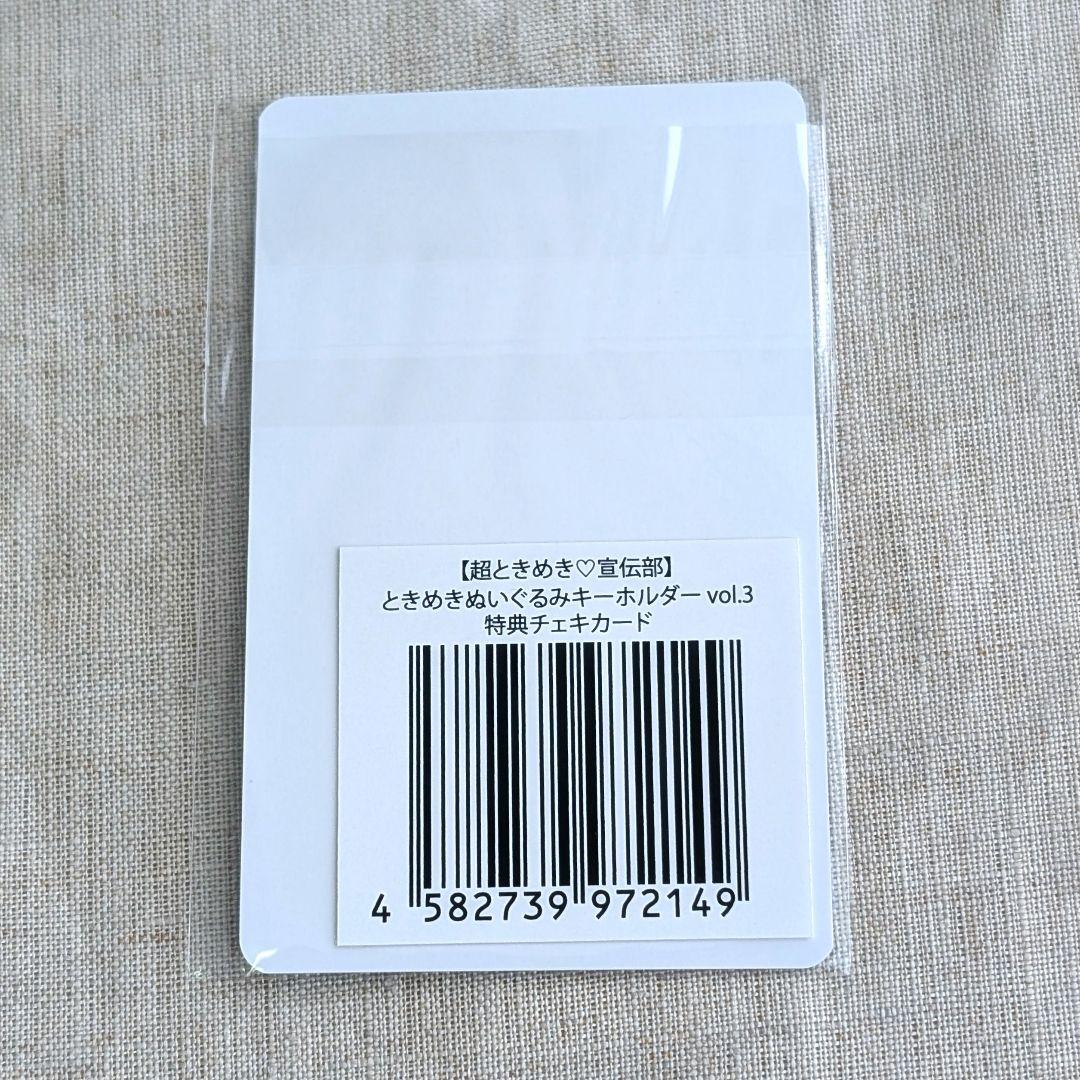 【超ときめき♡宣伝部】
ときめきぬいぐるみキーホルダー vol.3
特典チェキカード
4 582739 972149